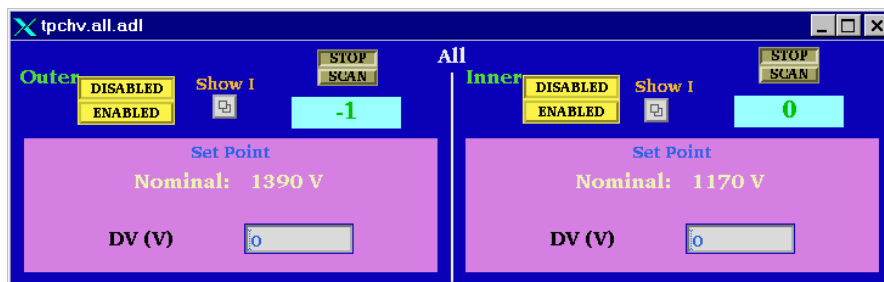 tpchv.all.adl
All
Outer
DISABLED
ENABLED
Show I
STOP
SCAN
-1
Set Point
Nominal: 1390 V
DV (V) 0
Inner
DISABLED
ENABLED
Show I
STOP
SCAN
0
Set Point
Nominal: 1170 V
DV (V) 0